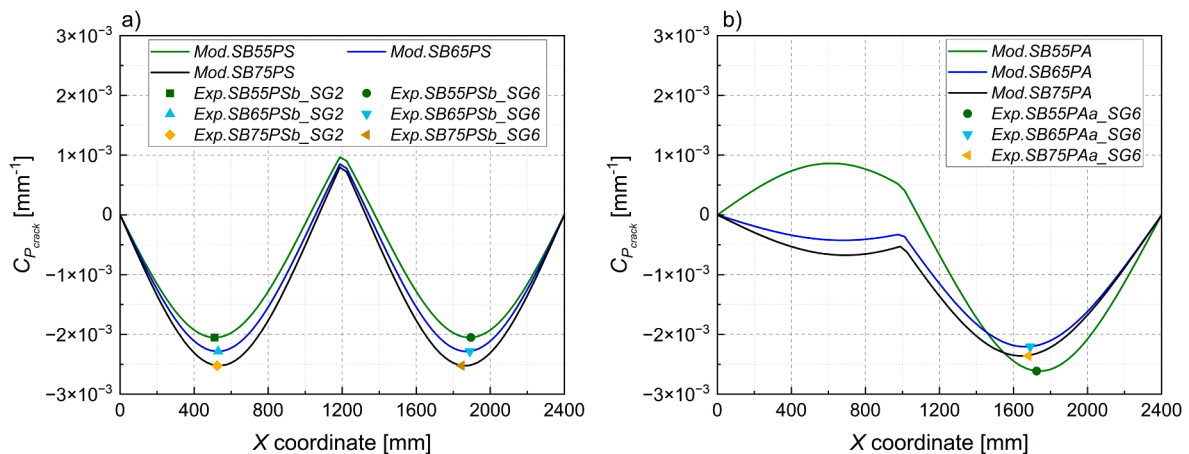 a)
3×10⁻³
2×10⁻³
1×10⁻³
0
−1×10⁻³
−2×10⁻³
−3×10⁻³
C_P_crack [mm⁻¹]
Mod.SB55PS Mod.SB65PS
Mod.SB75PS
Exp.SB55PSb_SG2 Exp.SB55PSb_SG6
Exp.SB65PSb_SG2 Exp.SB65PSb_SG6
Exp.SB75PSb_SG2 Exp.SB75PSb_SG6
0 400 800 1200 1600 2000 2400
X coordinate [mm]
b)
3×10⁻³
2×10⁻³
1×10⁻³
0
−1×10⁻³
−2×10⁻³
−3×10⁻³
C_P_crack [mm⁻¹]
Mod.SB55PA
Mod.SB65PA
Mod.SB75PA
Exp.SB55PAa_SG6
Exp.SB65PAa_SG6
Exp.SB75PAa_SG6
0 400 800 1200 1600 2000 2400
X coordinate [mm]